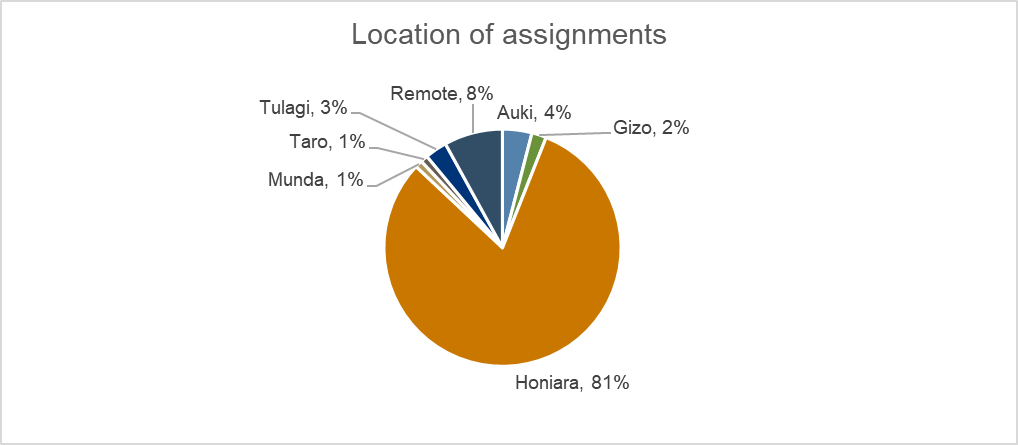 Location of assignments
Remote, 8%
Auki, 4%
Tulagi, 3%
Gizo, 2%
Taro, 1%
Munda, 1%
Honiara, 81%